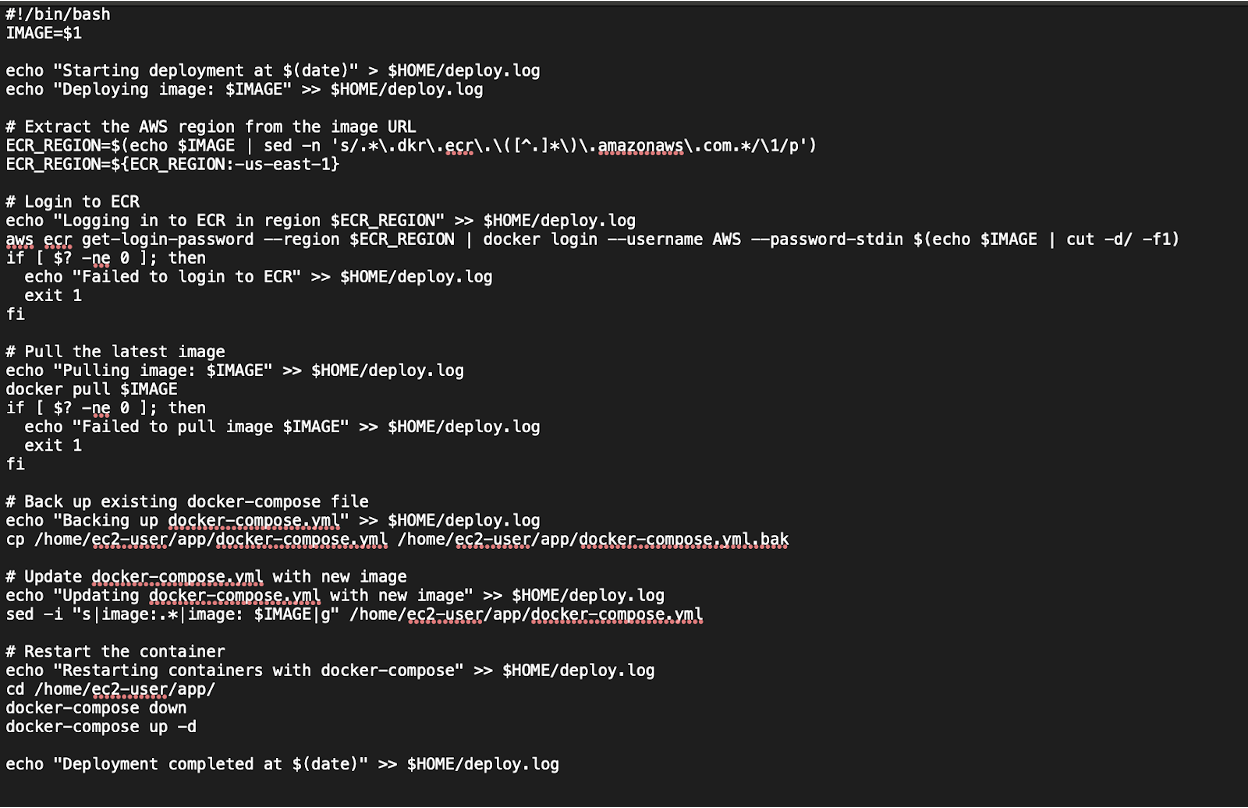 #!/bin/bash
IMAGE=$1

echo "Starting deployment at $(date)" > $HOME/deploy.log
echo "Deploying image: $IMAGE" >> $HOME/deploy.log

# Extract the AWS region from the image URL
ECR_REGION=$(echo $IMAGE | sed -n 's/.*\.dkr\.ecr\.\([^.]*\)\.amazonaws\.com.*/\1/p')
ECR_REGION=${ECR_REGION:-us-east-1}

# Login to ECR
echo "Logging in to ECR in region $ECR_REGION" >> $HOME/deploy.log
aws ecr get-login-password --region $ECR_REGION | docker login --username AWS --password-stdin $(echo $IMAGE | cut -d/ -f1)
if [ $? -ne 0 ]; then
  echo "Failed to login to ECR" >> $HOME/deploy.log
  exit 1
fi

# Pull the latest image
echo "Pulling image: $IMAGE" >> $HOME/deploy.log
docker pull $IMAGE
if [ $? -ne 0 ]; then
  echo "Failed to pull image $IMAGE" >> $HOME/deploy.log
  exit 1
fi

# Back up existing docker-compose file
echo "Backing up docker-compose.yml" >> $HOME/deploy.log
cp /home/ec2-user/app/docker-compose.yml /home/ec2-user/app/docker-compose.yml.bak

# Update docker-compose.yml with new image
echo "Updating docker-compose.yml with new image" >> $HOME/deploy.log
sed -i "s|image:.*|image: $IMAGE|g" /home/ec2-user/app/docker-compose.yml

# Restart the container
echo "Restarting containers with docker-compose" >> $HOME/deploy.log
cd /home/ec2-user/app/
docker-compose down
docker-compose up -d

echo "Deployment completed at $(date)" >> $HOME/deploy.log